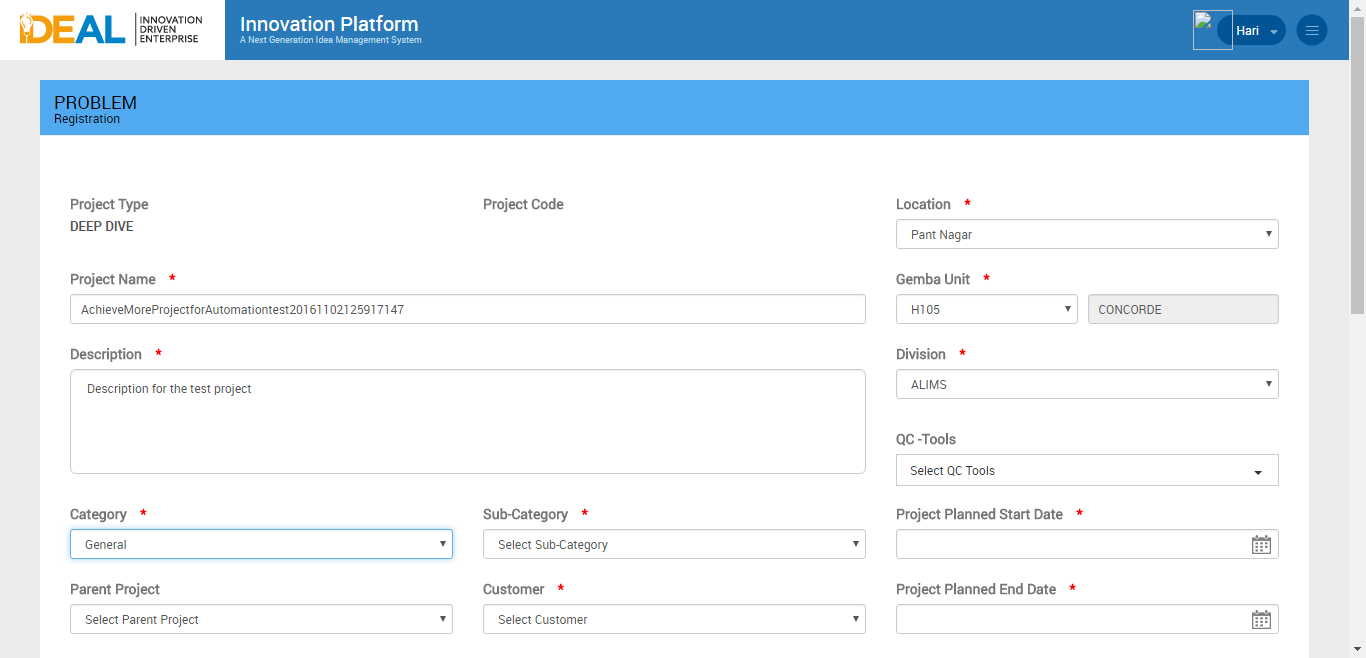 IDEAL
INNOVATION
DRIVEN
ENTERPRISE
Innovation Platform
A Next Generation Idea Management System
Hari
PROBLEM
Registration
Project Type
DEEP DIVE
Project Code
Location *
Pant Nagar
Project Name *
AchieveMoreProjectforAutomationtest20161102125917147
Gemba Unit *
H105
CONCORDE
Description *
Description for the test project
Division *
ALIMS
QC -Tools
Select QC Tools
Category *
General
Sub-Category *
Select Sub-Category
Project Planned Start Date *
Parent Project
Select Parent Project
Customer *
Select Customer
Project Planned End Date *